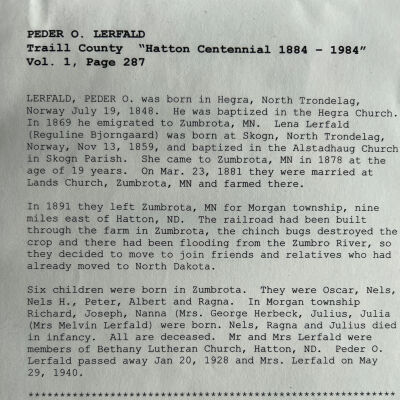 PEDER O. LERFALD
Traill County "Hatton Centennial 1884 - 1984"
Vol. 1, Page 287
LERFALD, PEDER O. was born in Hegra, North Trondelag,
Norway July 19, 1848. He was baptized in the Hegra Church.
In 1869 he emigrated to Zumbrota, MN. Lena Lerfald
(Reguline Bjorngaard) was born at Skogn, North Trondelag,
Norway, Nov 13, 1859, and baptized in the Alstadhaug Church
in Skogn Parish. She came to Zumbrota, MN in 1878 at the
age of 19 years. On Mar. 23, 1881 they were married at
Lands Church, Zumbrota, MN and farmed there.
In 1891 they left Zumbrota, MN for Morgan township, nine
miles east of Hatton, ND. The railroad had been built
through the farm in Zumbrota, the chinch bugs destroyed the
crop and there had been flooding from the Zumbro River, so
they decided to move to join friends and relatives who had
already moved to North Dakota.
Six children were born in Zumbrota. They were Oscar, Nels,
Nels H., Peter, Albert and Ragna. In Morgan township
Richard, Joseph, Nanna (Mrs. George Herbeck, Julius, Julia
(Mrs Melvin Lerfald) were born. Nels, Ragna and Julius died
in infancy. All are deceased. Mr and Mrs Lerfald were
members of Bethany Lutheran Church, Hatton, ND. Peder O.
Lerfald passed away Jan 20, 1928 and Mrs. Lerfald on May
29, 1940.
***********************************************************